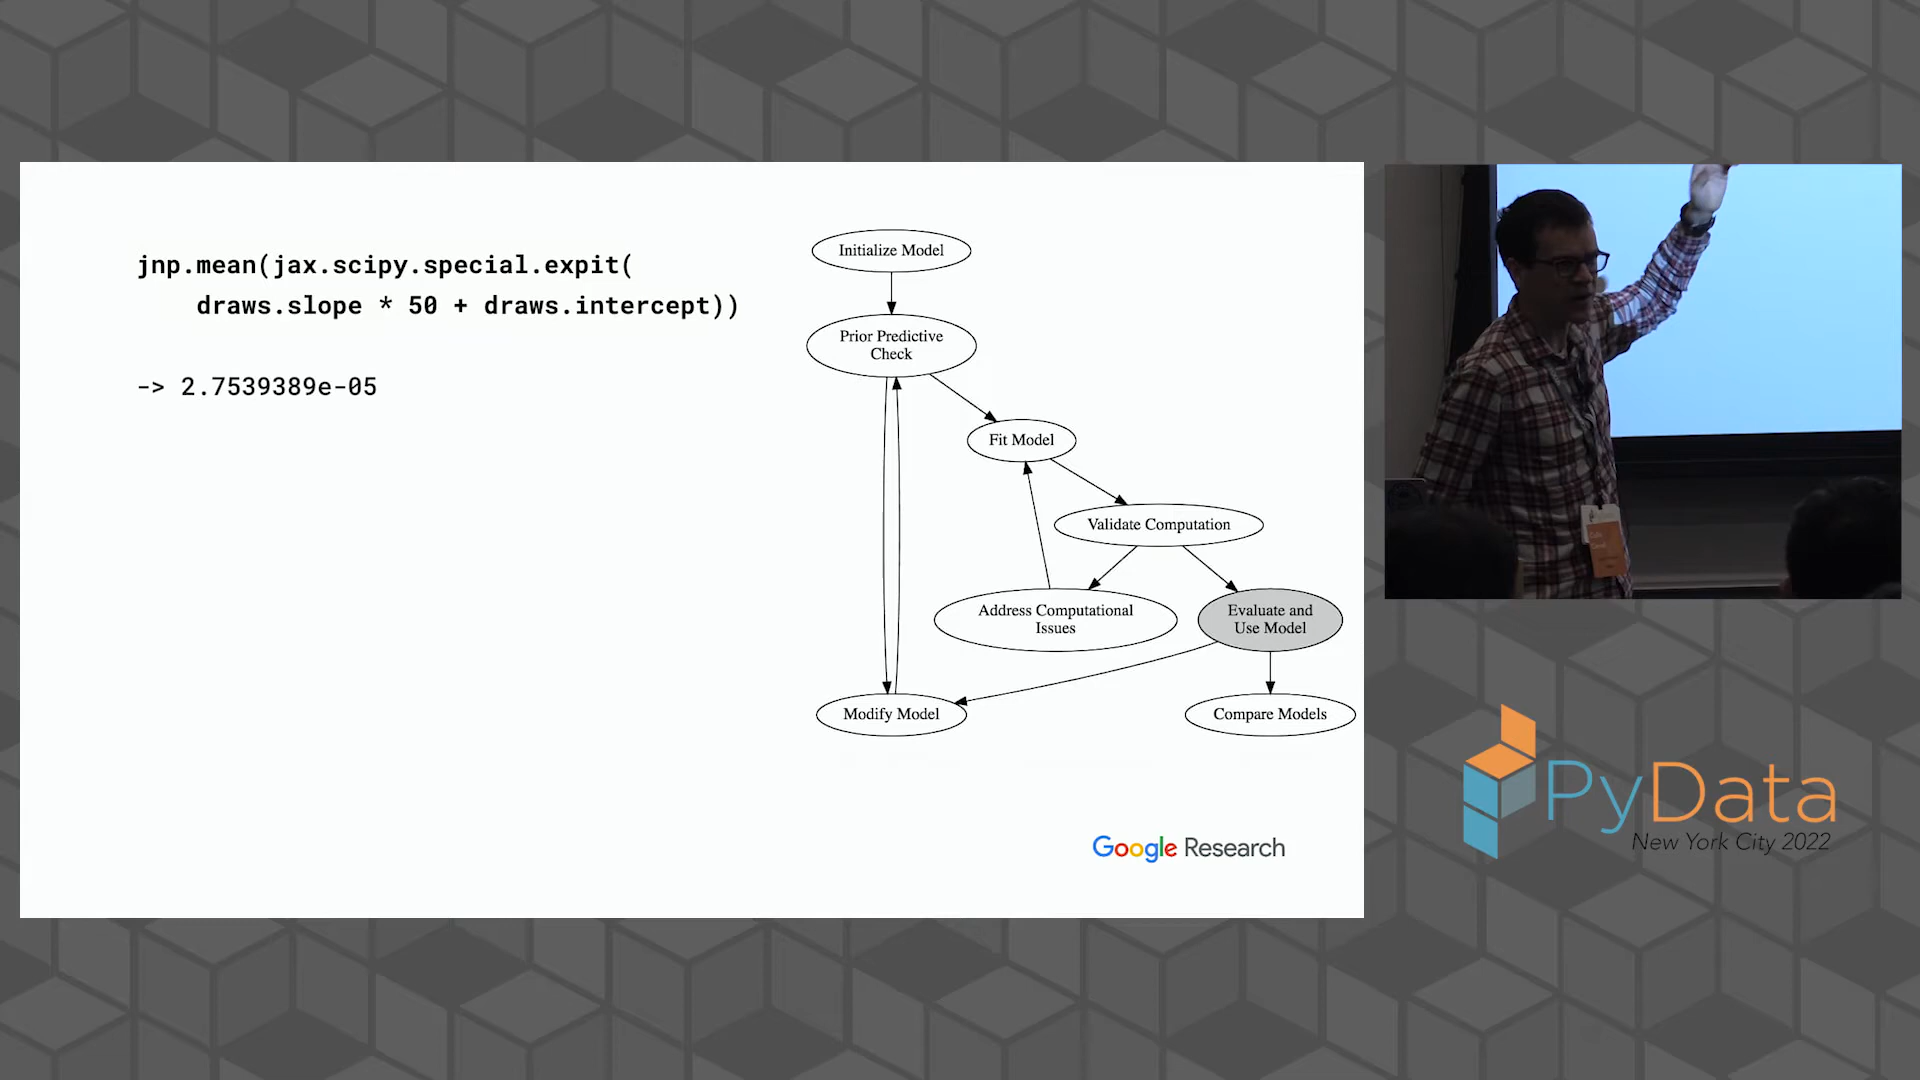 jnp.mean(jax.scipy.special.expit(
draws.slope * 50 + draws.intercept))
-> 2.7539389e-05
Initialize Model
Prior Predictive
Check
Fit Model
Validate Computation
Address Computational
Issues
Evaluate and
Use Model
Modify Model
Compare Models
Google Research
PyData
New York City 2022